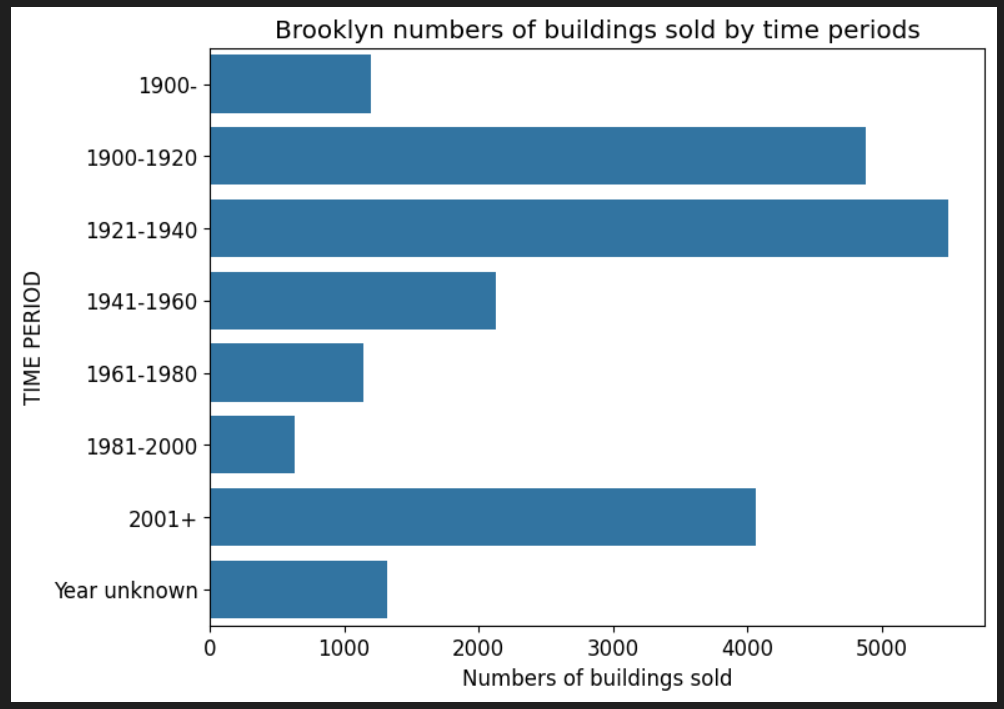 Brooklyn numbers of buildings sold by time periods
TIME PERIOD
1900-
1900-1920
1921-1940
1941-1960
1961-1980
1981-2000
2001+
Year unknown
0 1000 2000 3000 4000 5000
Numbers of buildings sold